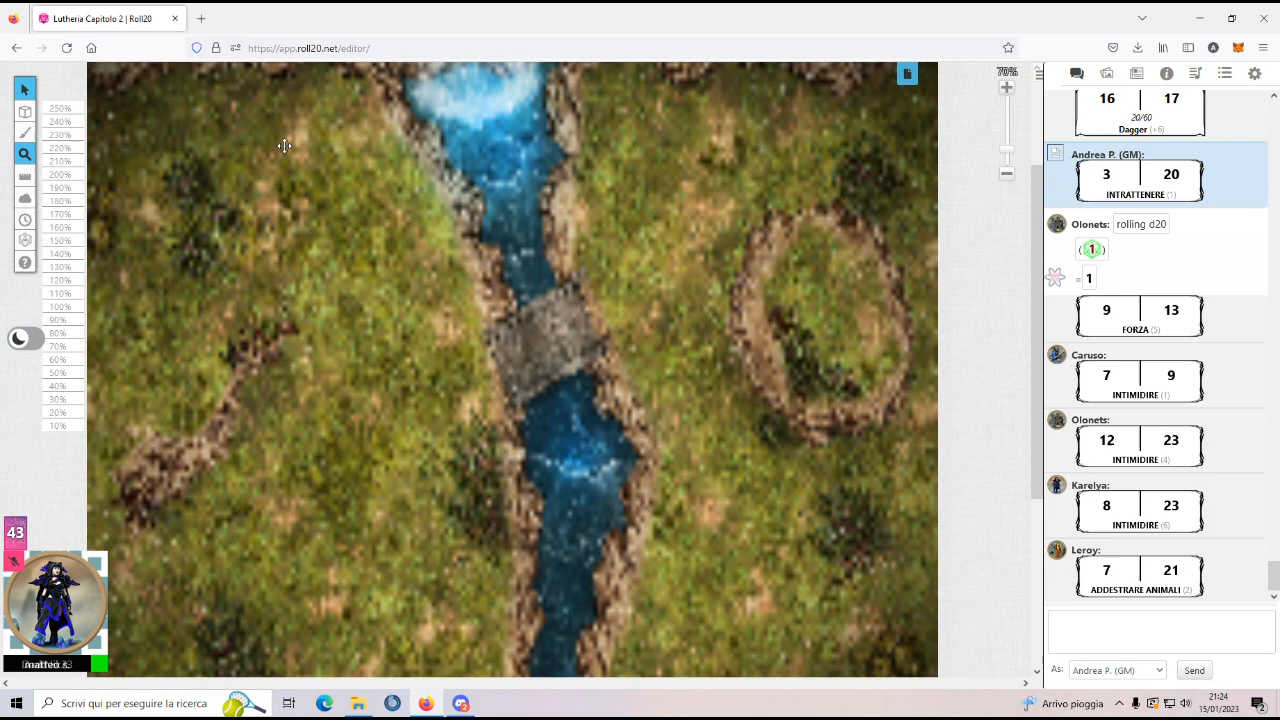 Lutheria Capitolo 2 | Roll20
https://app.roll20.net/editor/
70%
250%
240%
230%
220%
210%
200%
190%
180%
170%
160%
150%
140%
130%
120%
110%
100%
90%
80%
70%
60%
50%
40%
30%
20%
10%
43
16 17
20/60
Dagger (+6)
Andrea P. (GM):
3 20
INTRATTENERE (1)
Olonets: rolling d20
(1)
= 1
9 13
FORZA (5)
Caruso:
7 9
INTIMIDIRE (1)
Olonets:
12 23
INTIMIDIRE (4)
Karelya:
8 23
INTIMIDIRE (6)
Leroy:
7 21
ADDESTRARE ANIMALI (2)
As: Andrea P. (GM) Send
matteo s.
Scrivi qui per eseguire la ricerca
2
Arrivo pioggia
21:24
15/01/2023
2